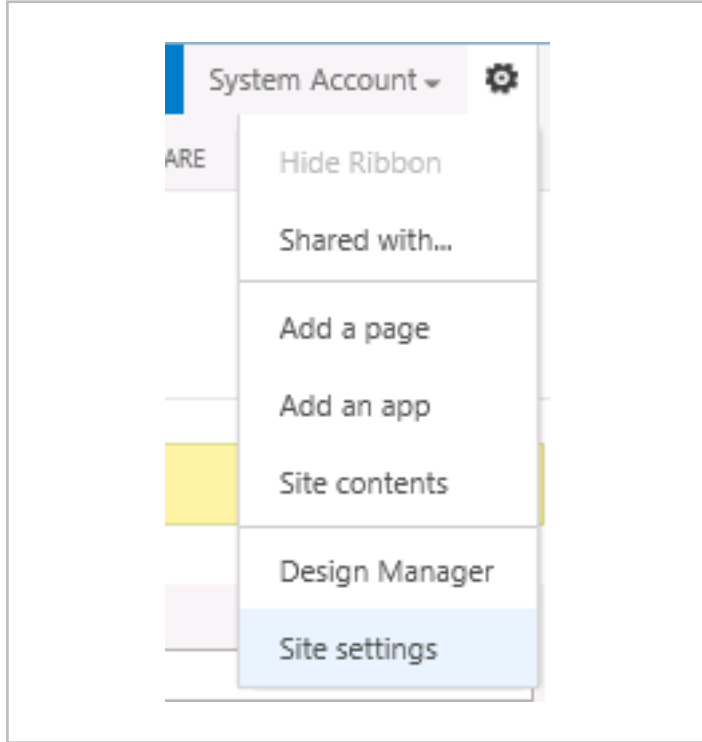 System Account
ARE
Hide Ribbon
Shared with...
Add a page
Add an app
Site contents
Design Manager
Site settings